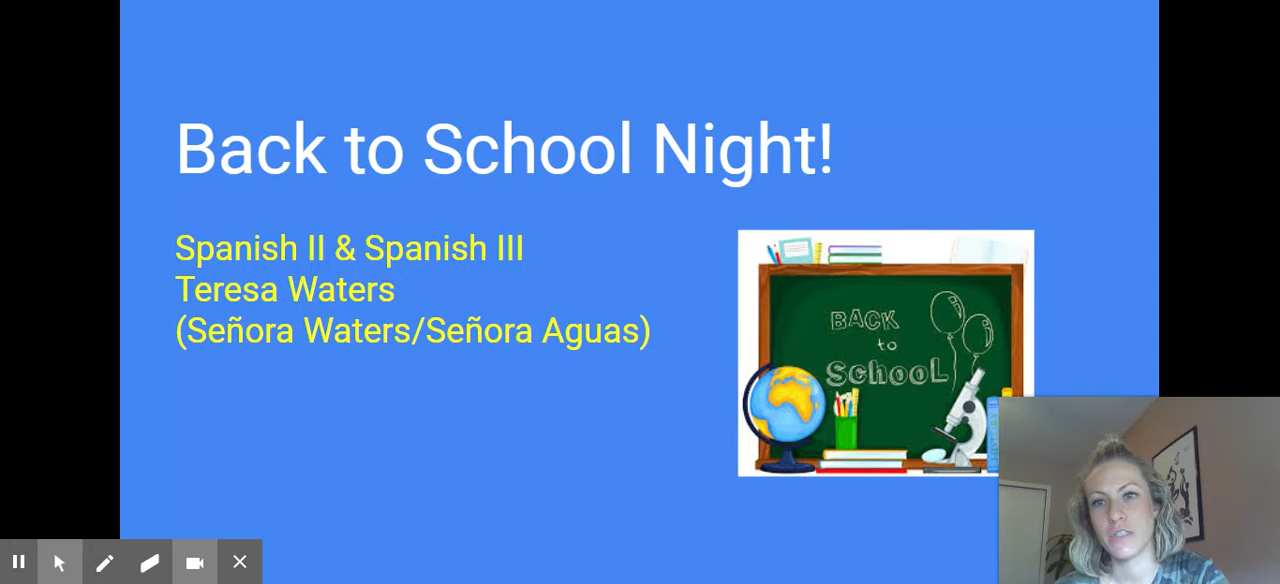 Back to School Night!
Spanish II & Spanish III
Teresa Waters
(Señora Waters/Señora Aguas)
BACK
to
SchooL